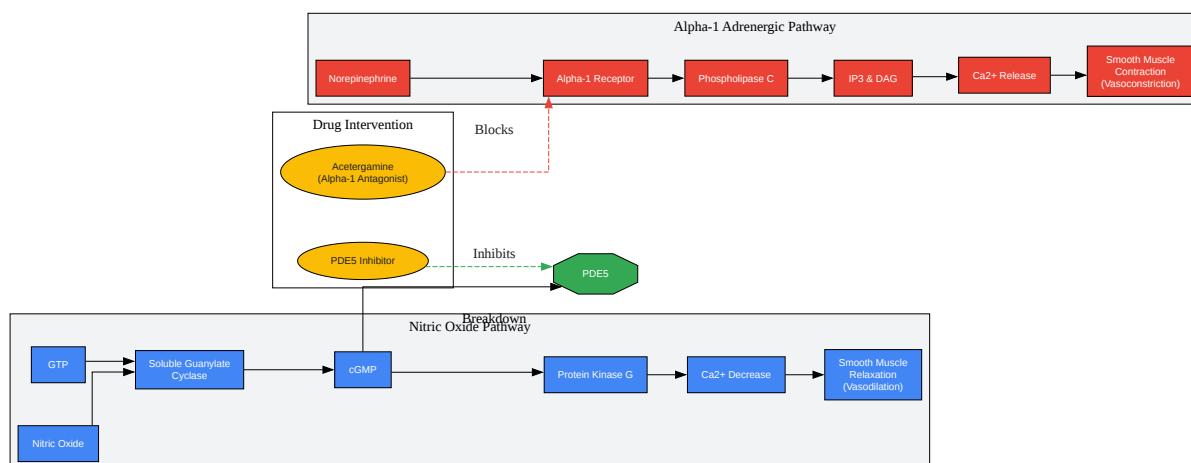 Alpha-1 Adrenergic Pathway
Norepinephrine
Alpha-1 Receptor
Phospholipase C
IP3 & DAG
Ca2+ Release
Smooth Muscle
Contraction
(Vasoconstriction)
Drug Intervention
Blocks
Acetergamine
(Alpha-1 Antagonist)
Inhibits
PDE5 Inhibitor
PDE5
Breakdown
Nitric Oxide Pathway
GTP
Soluble Guanylate
Cyclase
cGMP
Protein Kinase G
Ca2+ Decrease
Smooth Muscle
Relaxation
(Vasodilation)
Nitric Oxide